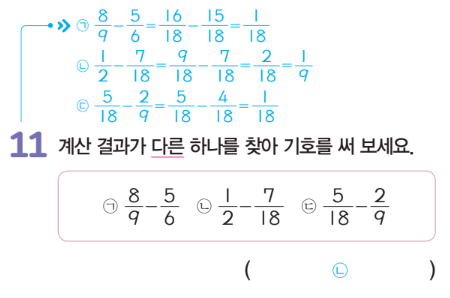 » ㉠ 8/9 - 5/6 = 16/18 - 15/18 = 1/18
㉡ 1/2 - 7/18 = 9/18 - 7/18 = 2/18 = 1/9
㉢ 5/18 - 2/9 = 5/18 - 4/18 = 1/18
11 계산 결과가 다른 하나를 찾아 기호를 써 보세요.
㉠ 8/9 - 5/6 ㉡ 1/2 - 7/18 ㉢ 5/18 - 2/9
( ㉡ )